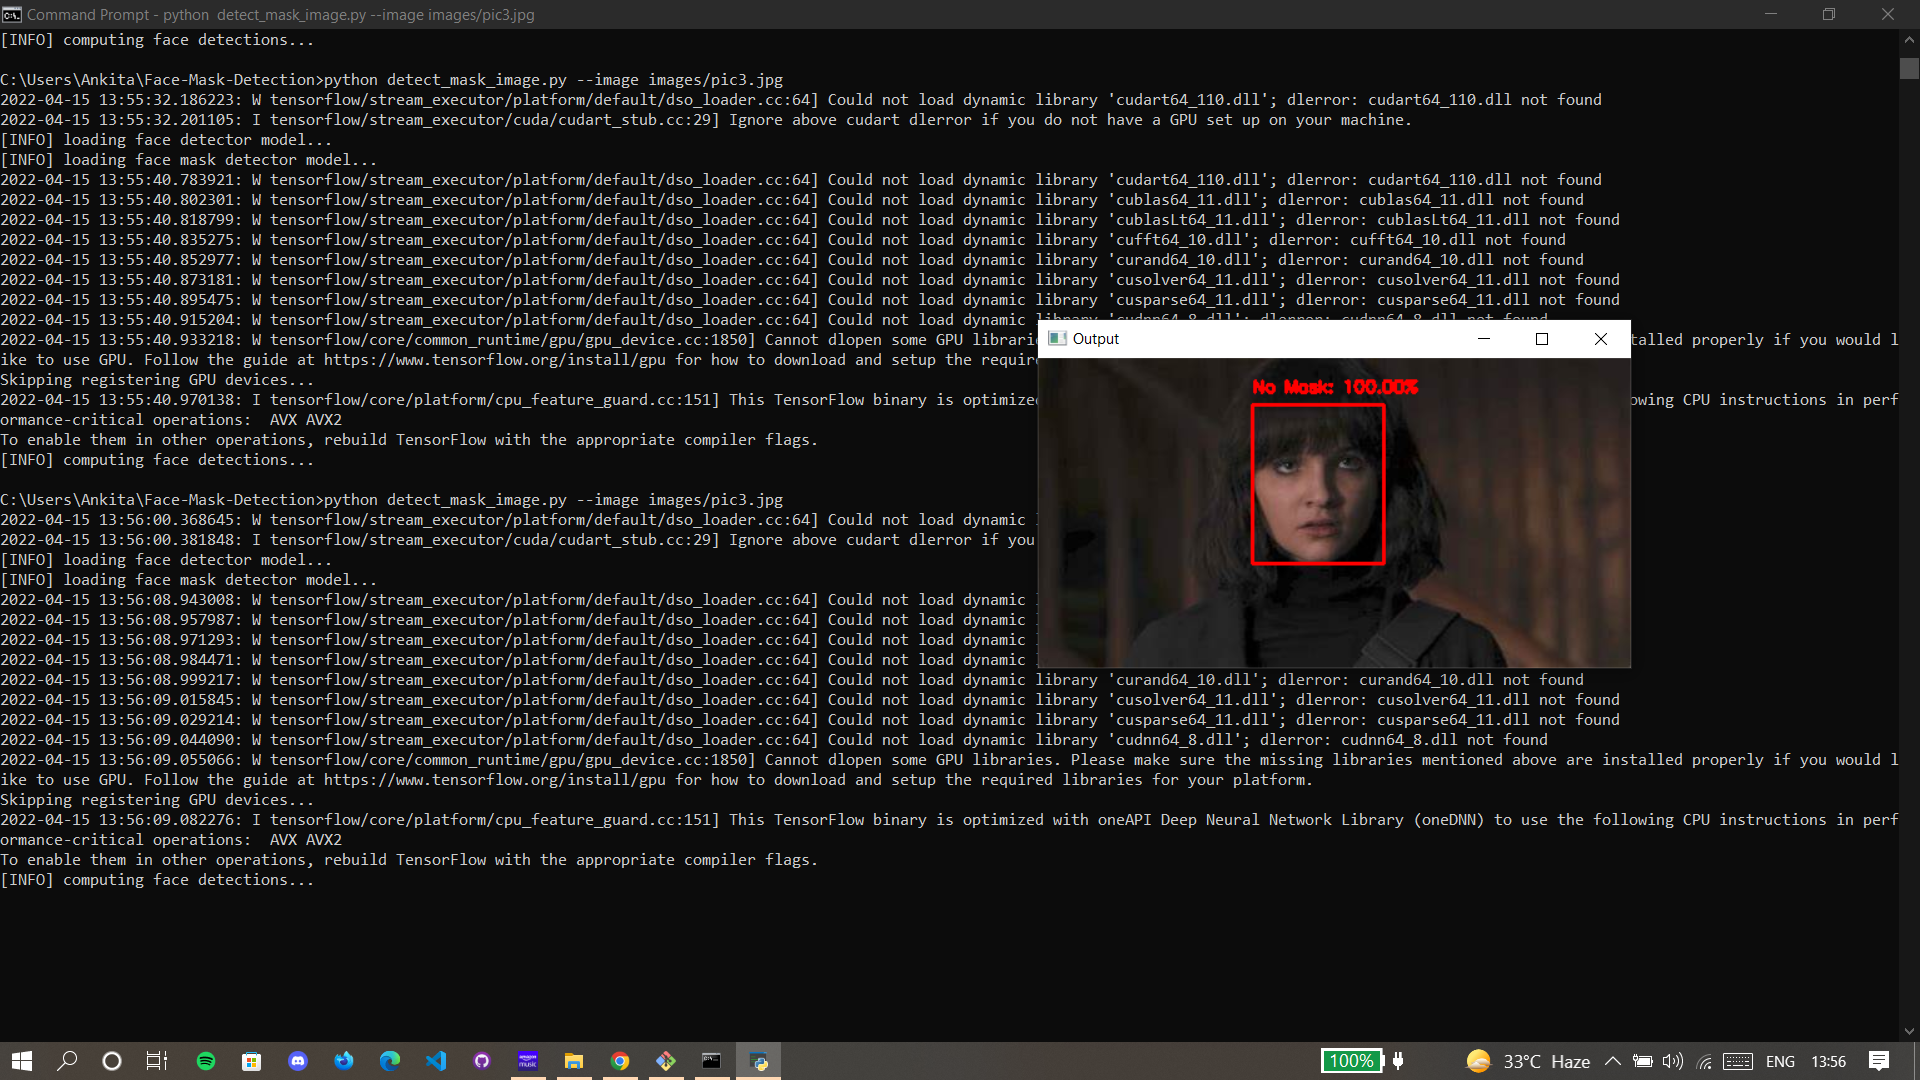 Command Prompt - python  detect_mask_image.py --image images/pic3.jpg
[INFO] computing face detections...
C:\Users\Ankita\Face-Mask-Detection>python detect_mask_image.py --image images/pic3.jpg
2022-04-15 13:55:32.186223: W tensorflow/stream_executor/platform/default/dso_loader.cc:64] Could not load dynamic library 'cudart64_110.dll'; dlerror: cudart64_110.dll not found
2022-04-15 13:55:32.201105: I tensorflow/stream_executor/cuda/cudart_stub.cc:29] Ignore above cudart dlerror if you do not have a GPU set up on your machine.
[INFO] loading face detector model...
[INFO] loading face mask detector model...
2022-04-15 13:55:40.783921: W tensorflow/stream_executor/platform/default/dso_loader.cc:64] Could not load dynamic library 'cudart64_110.dll'; dlerror: cudart64_110.dll not found
2022-04-15 13:55:40.802301: W tensorflow/stream_executor/platform/default/dso_loader.cc:64] Could not load dynamic library 'cublas64_11.dll'; dlerror: cublas64_11.dll not found
2022-04-15 13:55:40.818799: W tensorflow/stream_executor/platform/default/dso_loader.cc:64] Could not load dynamic library 'cublasLt64_11.dll'; dlerror: cublasLt64_11.dll not found
2022-04-15 13:55:40.835275: W tensorflow/stream_executor/platform/default/dso_loader.cc:64] Could not load dynamic library 'cufft64_10.dll'; dlerror: cufft64_10.dll not found
2022-04-15 13:55:40.852977: W tensorflow/stream_executor/platform/default/dso_loader.cc:64] Could not load dynamic library 'curand64_10.dll'; dlerror: curand64_10.dll not found
2022-04-15 13:55:40.873181: W tensorflow/stream_executor/platform/default/dso_loader.cc:64] Could not load dynamic library 'cusolver64_11.dll'; dlerror: cusolver64_11.dll not found
2022-04-15 13:55:40.895475: W tensorflow/stream_executor/platform/default/dso_loader.cc:64] Could not load dynamic library 'cusparse64_11.dll'; dlerror: cusparse64_11.dll not found
2022-04-15 13:55:40.915204: W tensorflow/stream_executor/platform/default/dso_loader.cc:64] Could not load dynamic library 'cudnn64_8.dll'; dlerror: cudnn64_8.dll not found
2022-04-15 13:55:40.933218: W tensorflow/core/common_runtime/gpu/gpu_device.cc:1850] Cannot dlopen some GPU librarie talled properly if you would l
ike to use GPU. Follow the guide at https://www.tensorflow.org/install/gpu for how to download and setup the require
Skipping registering GPU devices...
2022-04-15 13:55:40.970138: I tensorflow/core/platform/cpu_feature_guard.cc:151] This TensorFlow binary is optimized owing CPU instructions in perf
ormance-critical operations:  AVX AVX2
To enable them in other operations, rebuild TensorFlow with the appropriate compiler flags.
[INFO] computing face detections...
C:\Users\Ankita\Face-Mask-Detection>python detect_mask_image.py --image images/pic3.jpg
2022-04-15 13:56:00.368645: W tensorflow/stream_executor/platform/default/dso_loader.cc:64] Could not load dynamic
2022-04-15 13:56:00.381848: I tensorflow/stream_executor/cuda/cudart_stub.cc:29] Ignore above cudart dlerror if you
[INFO] loading face detector model...
[INFO] loading face mask detector model...
2022-04-15 13:56:08.943008: W tensorflow/stream_executor/platform/default/dso_loader.cc:64] Could not load dynamic
2022-04-15 13:56:08.957987: W tensorflow/stream_executor/platform/default/dso_loader.cc:64] Could not load dynamic
2022-04-15 13:56:08.971293: W tensorflow/stream_executor/platform/default/dso_loader.cc:64] Could not load dynamic
2022-04-15 13:56:08.984471: W tensorflow/stream_executor/platform/default/dso_loader.cc:64] Could not load dynamic
2022-04-15 13:56:08.999217: W tensorflow/stream_executor/platform/default/dso_loader.cc:64] Could not load dynamic library 'curand64_10.dll'; dlerror: curand64_10.dll not found
2022-04-15 13:56:09.015845: W tensorflow/stream_executor/platform/default/dso_loader.cc:64] Could not load dynamic library 'cusolver64_11.dll'; dlerror: cusolver64_11.dll not found
2022-04-15 13:56:09.029214: W tensorflow/stream_executor/platform/default/dso_loader.cc:64] Could not load dynamic library 'cusparse64_11.dll'; dlerror: cusparse64_11.dll not found
2022-04-15 13:56:09.044090: W tensorflow/stream_executor/platform/default/dso_loader.cc:64] Could not load dynamic library 'cudnn64_8.dll'; dlerror: cudnn64_8.dll not found
2022-04-15 13:56:09.055066: W tensorflow/core/common_runtime/gpu/gpu_device.cc:1850] Cannot dlopen some GPU libraries. Please make sure the missing libraries mentioned above are installed properly if you would l
ike to use GPU. Follow the guide at https://www.tensorflow.org/install/gpu for how to download and setup the required libraries for your platform.
Skipping registering GPU devices...
2022-04-15 13:56:09.082276: I tensorflow/core/platform/cpu_feature_guard.cc:151] This TensorFlow binary is optimized with oneAPI Deep Neural Network Library (oneDNN) to use the following CPU instructions in perf
ormance-critical operations:  AVX AVX2
To enable them in other operations, rebuild TensorFlow with the appropriate compiler flags.
[INFO] computing face detections...
Output
No Mask: 100.00%
amazon music
100%
33°C Haze
ENG
13:56